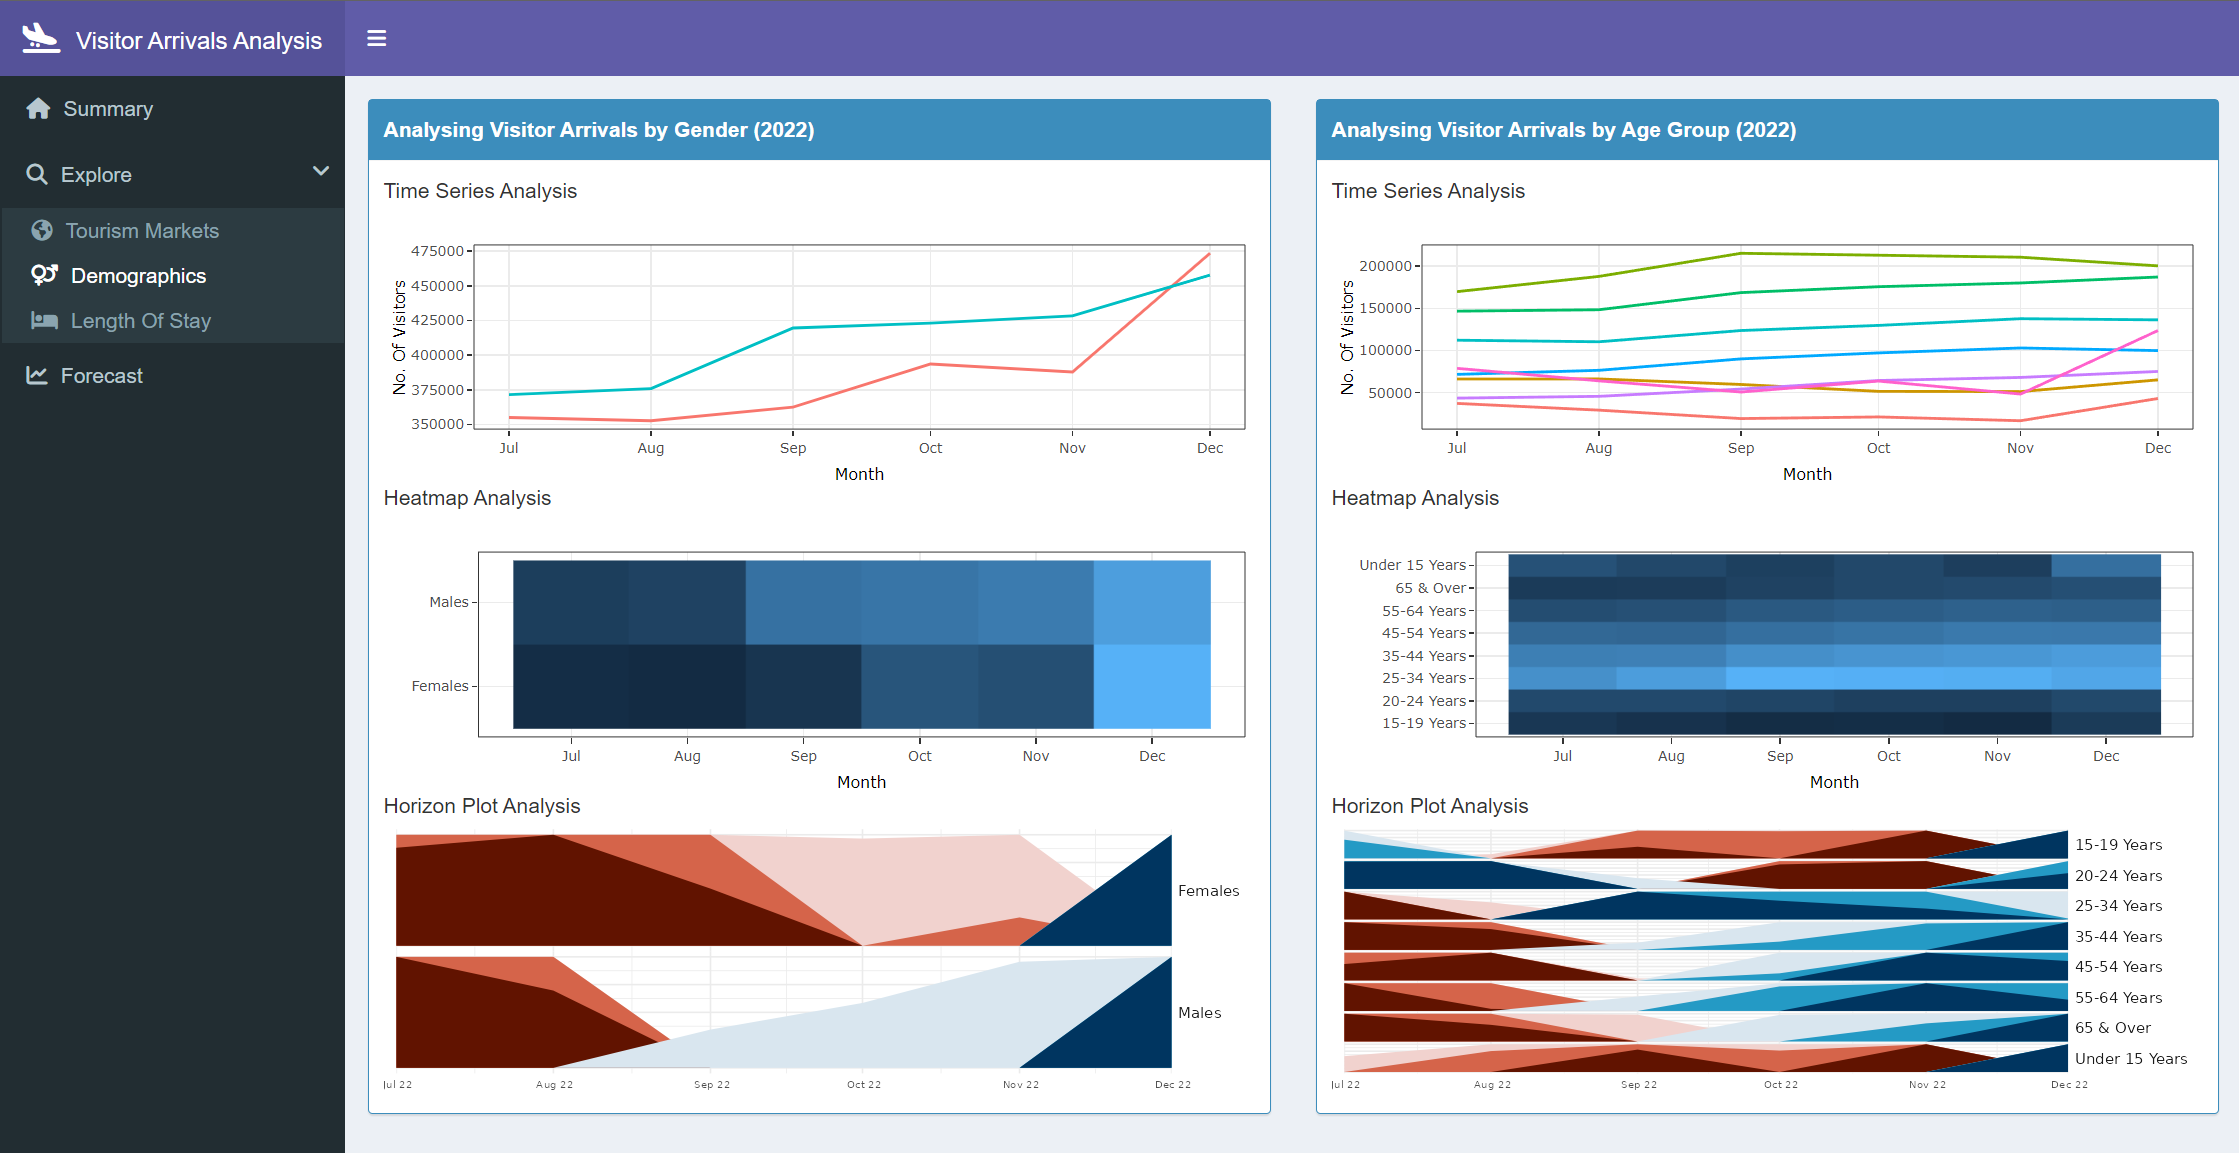 Visitor Arrivals Analysis
Summary
Explore
Tourism Markets
Demographics
Length Of Stay
Forecast
Analysing Visitor Arrivals by Gender (2022)
Time Series Analysis
475000
450000
425000
400000
375000
350000
No. Of Visitors
Jul Aug Sep Oct Nov Dec
Month
Heatmap Analysis
Males
Females
Jul Aug Sep Oct Nov Dec
Month
Horizon Plot Analysis
Females
Males
Jul 22 Aug 22 Sep 22 Oct 22 Nov 22 Dec 22
Analysing Visitor Arrivals by Age Group (2022)
Time Series Analysis
200000
150000
100000
50000
No. Of Visitors
Jul Aug Sep Oct Nov Dec
Month
Heatmap Analysis
Under 15 Years
65 & Over
55-64 Years
45-54 Years
35-44 Years
25-34 Years
20-24 Years
15-19 Years
Jul Aug Sep Oct Nov Dec
Month
Horizon Plot Analysis
15-19 Years
20-24 Years
25-34 Years
35-44 Years
45-54 Years
55-64 Years
65 & Over
Under 15 Years
Jul 22 Aug 22 Sep 22 Oct 22 Nov 22 Dec 22